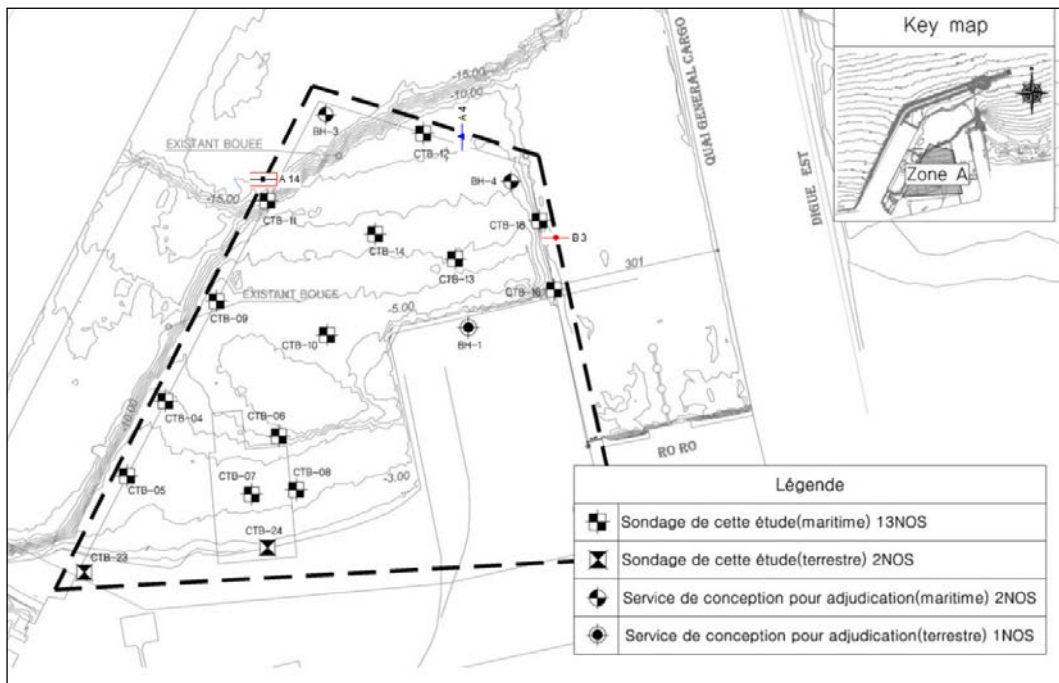 Key map
Zone A
-15.00
-10.00
A 4
BH-3
CTB-12
EXISTANT BOUEE
QUAI GENERAL CARGO
DIGUE EST
A 14
-15.00
BH-4
CTB-11
CTB-16
B 3
CTB-14
CTB-13
301
EXISTANT BOUEE
CTB-09
-5.00
CTB-10
BH-1
-10.00
CTB-04
CTB-06
RO RO
CTB-05
CTB-07
CTB-08
-3.00
CTB-24
CTB-23
Légende
Sondage de cette étude(maritime) 13NOS
Sondage de cette étude(terrestre) 2NOS
Service de conception pour adjudication(maritime) 2NOS
Service de conception pour adjudication(terrestre) 1NOS